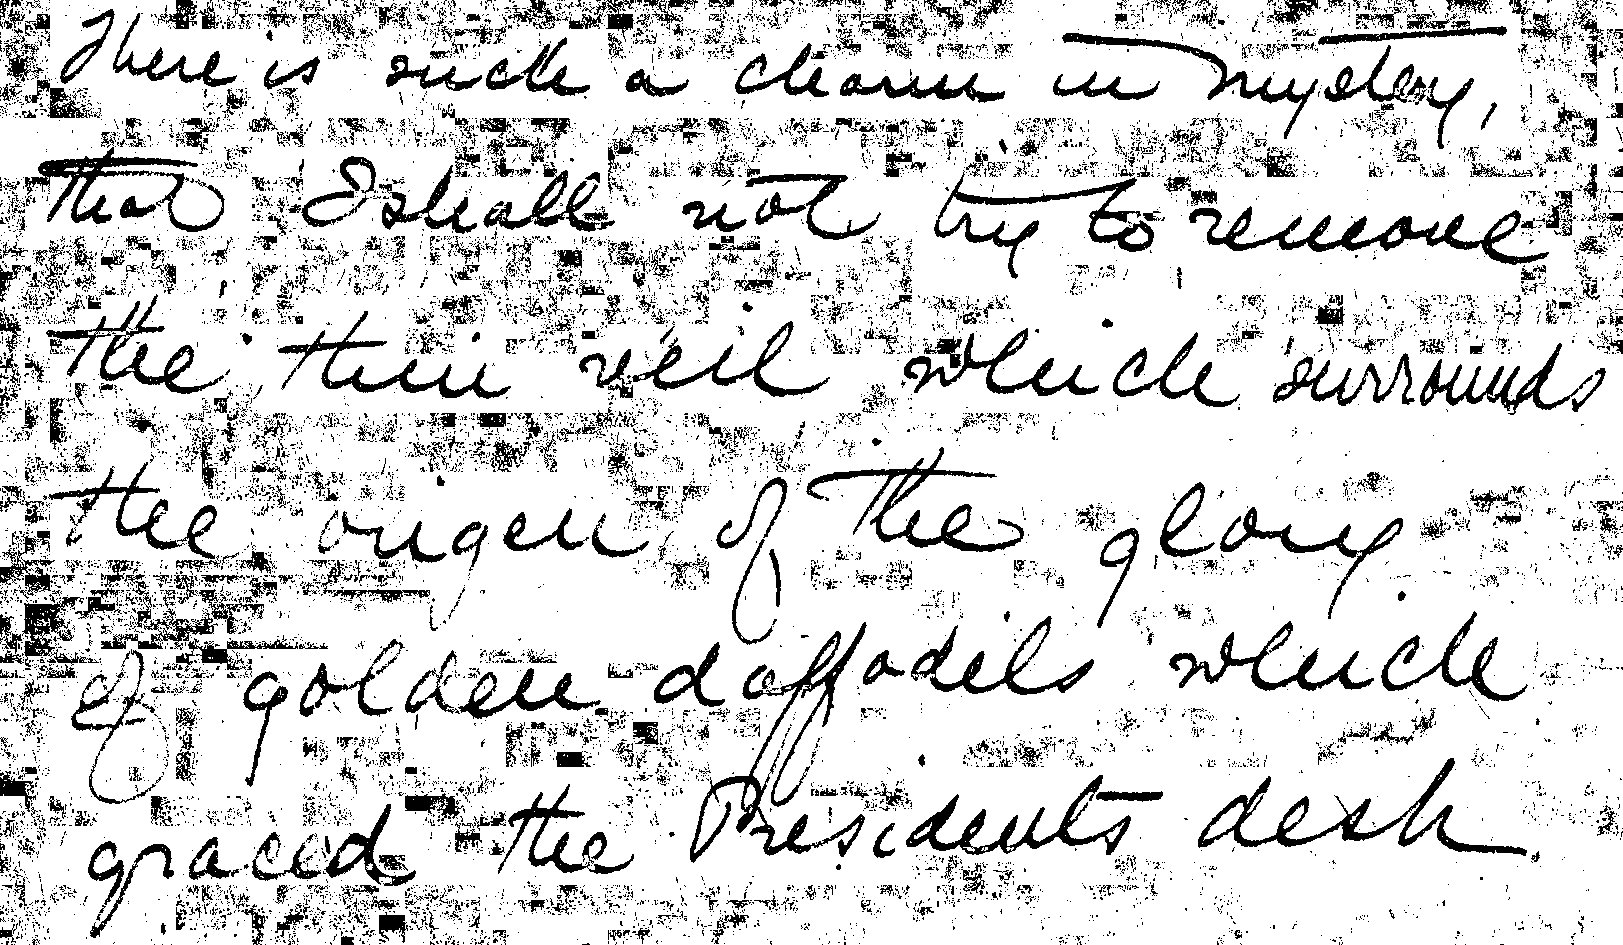 There is such a charm in mystery,
that I shall not try to remove
the thin veil which surrounds
the origen of the glory
of golden daffodils which
graced the Presidents desk